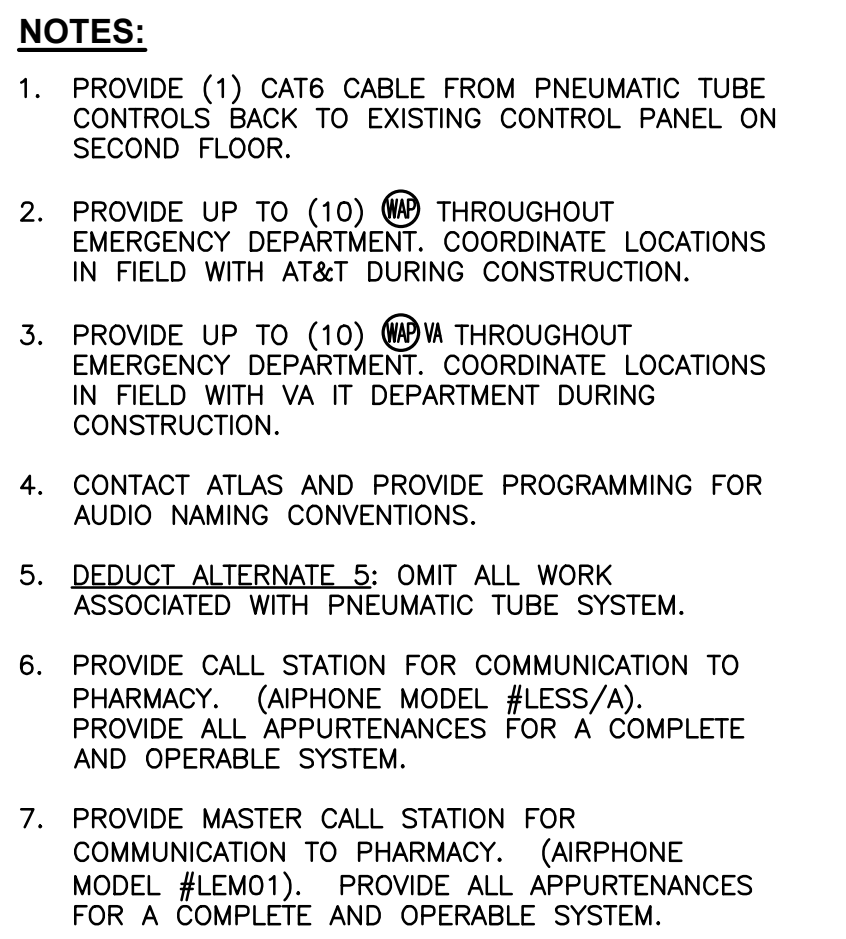 NOTES:
1. PROVIDE (1) CAT6 CABLE FROM PNEUMATIC TUBE
CONTROLS BACK TO EXISTING CONTROL PANEL ON
SECOND FLOOR.
2. PROVIDE UP TO (10) WAP THROUGHOUT
EMERGENCY DEPARTMENT. COORDINATE LOCATIONS
IN FIELD WITH AT&T DURING CONSTRUCTION.
3. PROVIDE UP TO (10) WAP VA THROUGHOUT
EMERGENCY DEPARTMENT. COORDINATE LOCATIONS
IN FIELD WITH VA IT DEPARTMENT DURING
CONSTRUCTION.
4. CONTACT ATLAS AND PROVIDE PROGRAMMING FOR
AUDIO NAMING CONVENTIONS.
5. DEDUCT ALTERNATE 5: OMIT ALL WORK
ASSOCIATED WITH PNEUMATIC TUBE SYSTEM.
6. PROVIDE CALL STATION FOR COMMUNICATION TO
PHARMACY. (AIPHONE MODEL #LESS/A).
PROVIDE ALL APPURTENANCES FOR A COMPLETE
AND OPERABLE SYSTEM.
7. PROVIDE MASTER CALL STATION FOR
COMMUNICATION TO PHARMACY. (AIRPHONE
MODEL #LEM01). PROVIDE ALL APPURTENANCES
FOR A COMPLETE AND OPERABLE SYSTEM.